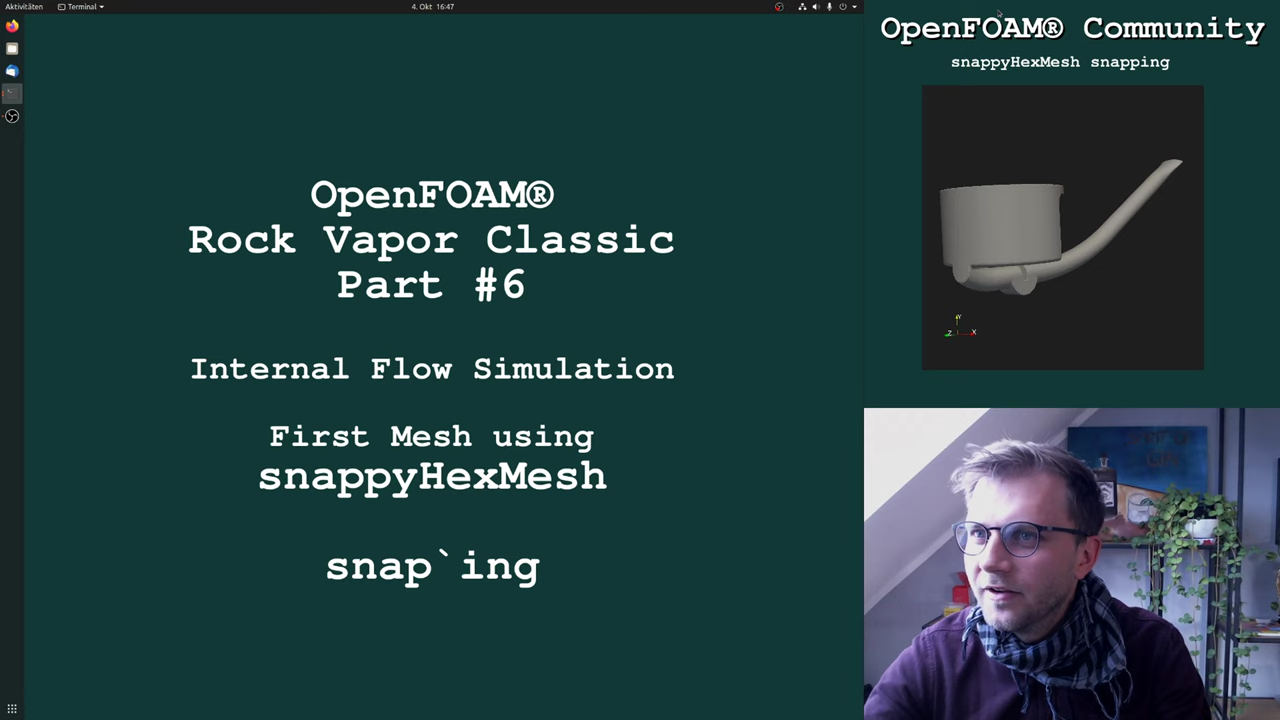 Aktivitäten
Terminal
4. Okt 16:47
OpenFOAM® Community
snappyHexMesh snapping
OpenFOAM®
Rock Vapor Classic
Part #6
Internal Flow Simulation
First Mesh using
snappyHexMesh
snap`ing
Y
Z
X